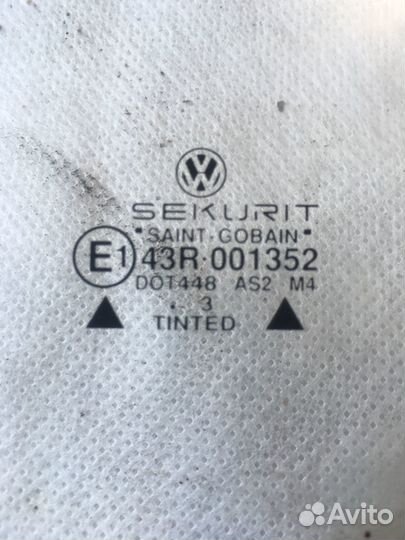 SEKURIT
SAINT-GOBAIN
E1 43R-001352
DOT448 AS2 M4
. 3
TINTED
Avito